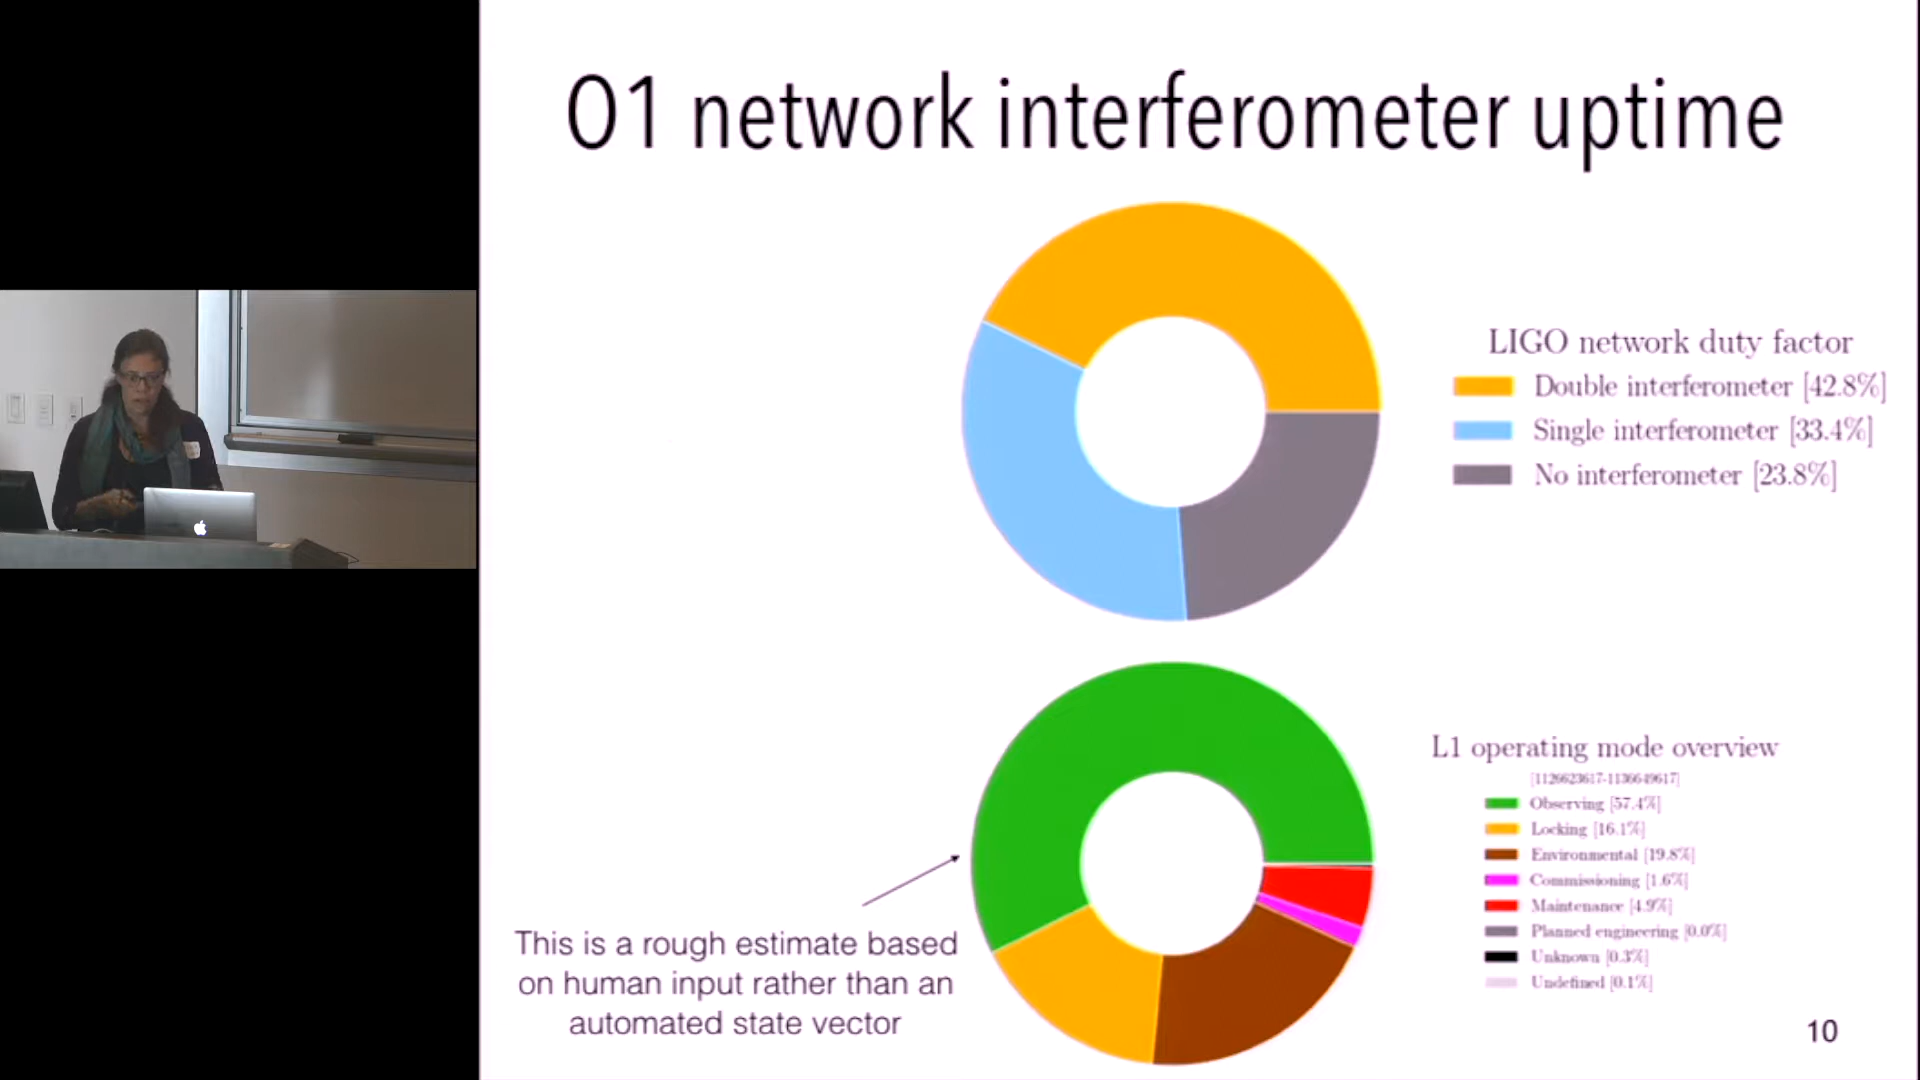 O1 network interferometer uptime
LIGO network duty factor
Double interferometer [42.8%]
Single interferometer [33.4%]
No interferometer [23.8%]
L1 operating mode overview
[1126623617-1136649617]
Observing [57.4%]
Locking [16.1%]
Environmental [19.8%]
Commissioning [1.6%]
Maintenance [4.9%]
Planned engineering [0.0%]
Unknown [0.3%]
Undefined [0.1%]
This is a rough estimate based
on human input rather than an
automated state vector
10